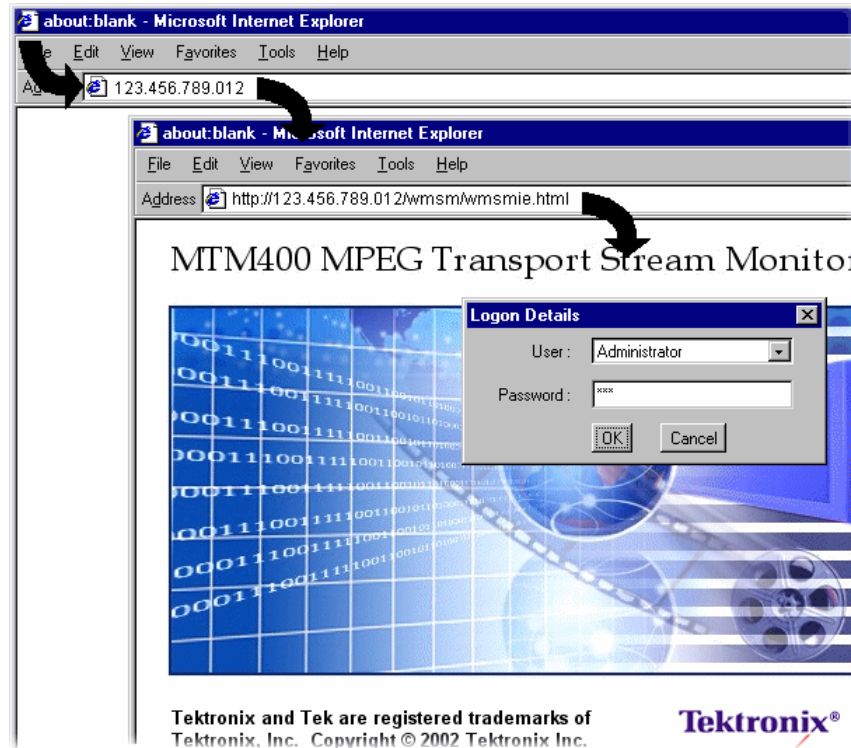 about:blank - Microsoft Internet Explorer
Edit View Favorites Tools Help
123.456.789.012
about:blank - Microsoft Internet Explorer
File Edit View Favorites Tools Help
Address http://123.456.789.012/wmsm/wmsmie.html
MTM400 MPEG Transport Stream Monitor
Logon Details
User: Administrator
Password: ***
OK Cancel
Tektronix and Tek are registered trademarks of
Tektronix, Inc. Copyright © 2002 Tektronix Inc.
Tektronix®